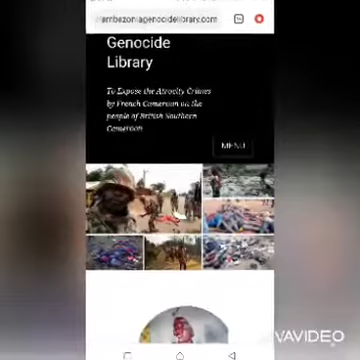 ambazoniagenocidelibrary.com
Genocide
Library
To Expose the Atrocity Crimes
by French Cameroun on the
people of British Southern
Cameroon
MENU
VAVIDEO